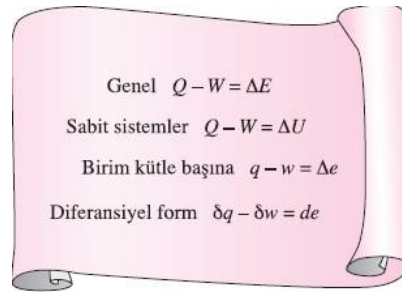 Genel Q – W = ΔE
Sabit sistemler Q – W = ΔU
Birim kütle başına q – w = Δe
Diferansiyel form δq – δw = de